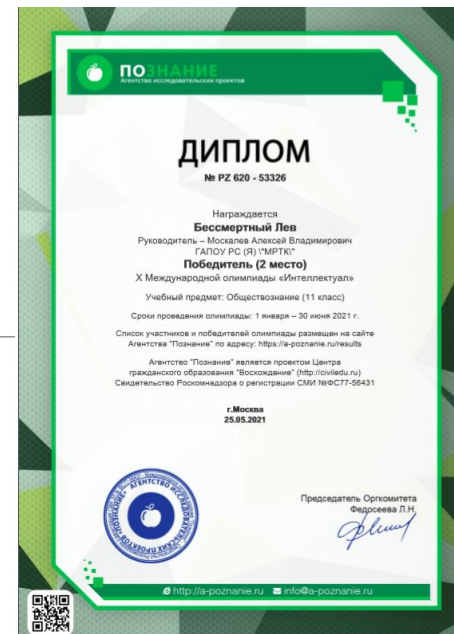 ПОЗНАНИЕ
Агентство исследовательских проектов
ДИПЛОМ
№ PZ 620 - 53326
Награждается
Бессмертный Лев
Руководитель – Москалев Алексей Владимирович
ГАПОУ РС (Я) \"МРТК\"
Победитель (2 место)
X Международной олимпиады «Интеллектуал»
Учебный предмет: Обществознание (11 класс)
Сроки проведения олимпиады: 1 января – 30 июня 2021 г.
Список участников и победителей олимпиады размещен на сайте
Агентства "Познание" по адресу: https://a-poznanie.ru/results
Агентство "Познание" является проектом Центра
гражданского образования "Восхождение" (http://civiledu.ru)
Свидетельство Роскомнадзора о регистрации СМИ №ФС77-56431
г.Москва
25.05.2021
АГЕНТСТВО ИССЛЕДОВАТЕЛЬСКИХ ПРОЕКТОВ «ПОЗНАНИЕ»
Председатель Оргкомитета
Федосеева Л.Н.
http://a-poznanie.ru info@a-poznanie.ru